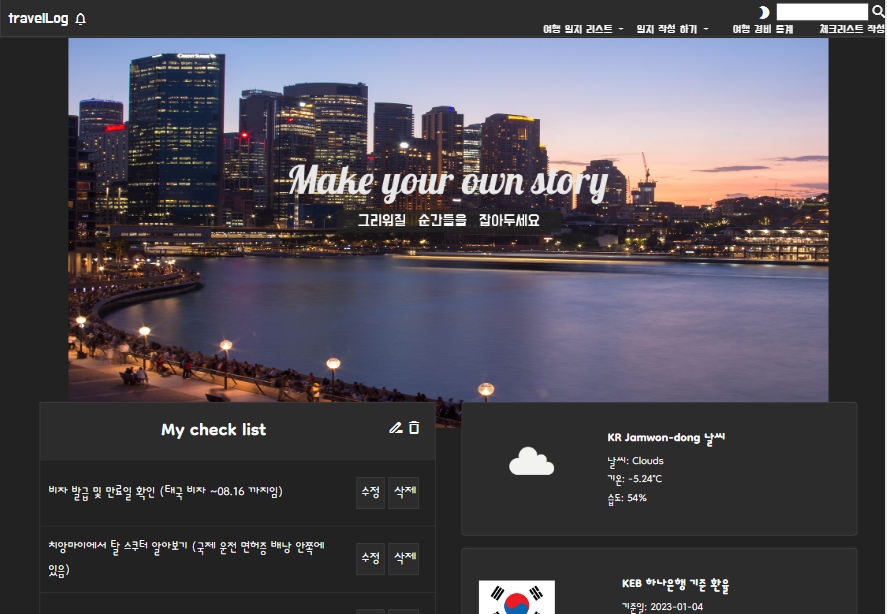 travelLog
여행 일지 리스트
일지 작성 하기
여행 경비 통계
체크리스트 작성
Make your own story
그리워질 순간들을 잡아두세요
My check list
비자 발급 및 만료일 확인 (태국 비자 ~08.16 까지임)
수정 삭제
치앙마이에서 탈 스쿠터 알아보기 (국제 운전 면허증 배낭 안쪽에
있음)
수정 삭제
KR Jamwon-dong 날씨
날씨: Clouds
기온: -5.24°C
습도: 54%
KEB 하나은행 기준 환율
기준일: 2023-01-04